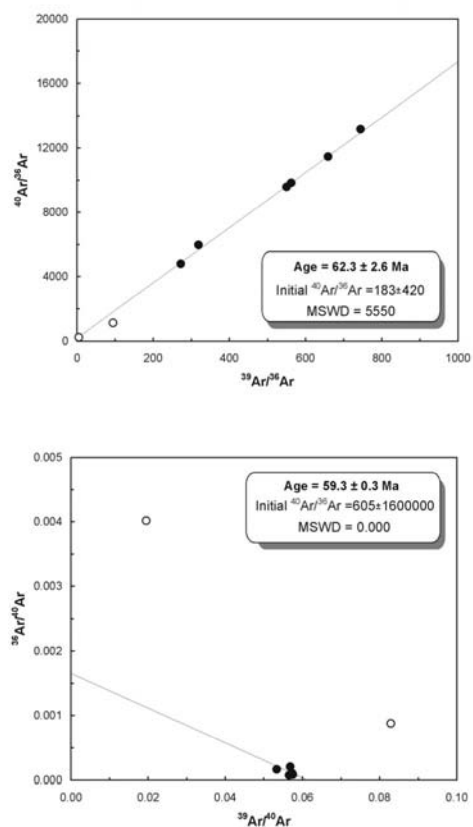 20000
16000
12000
8000
4000
0
⁴⁰Ar/³⁶Ar
Age = 62.3 ± 2.6 Ma
Initial ⁴⁰Ar/³⁶Ar =183±420
MSWD = 5550
0 200 400 600 800 1000
³⁹Ar/³⁶Ar
0.005
0.004
0.003
0.002
0.001
0.000
³⁶Ar/⁴⁰Ar
Age = 59.3 ± 0.3 Ma
Initial ⁴⁰Ar/³⁶Ar =605±1600000
MSWD = 0.000
0.00 0.02 0.04 0.06 0.08 0.10
³⁹Ar/⁴⁰Ar